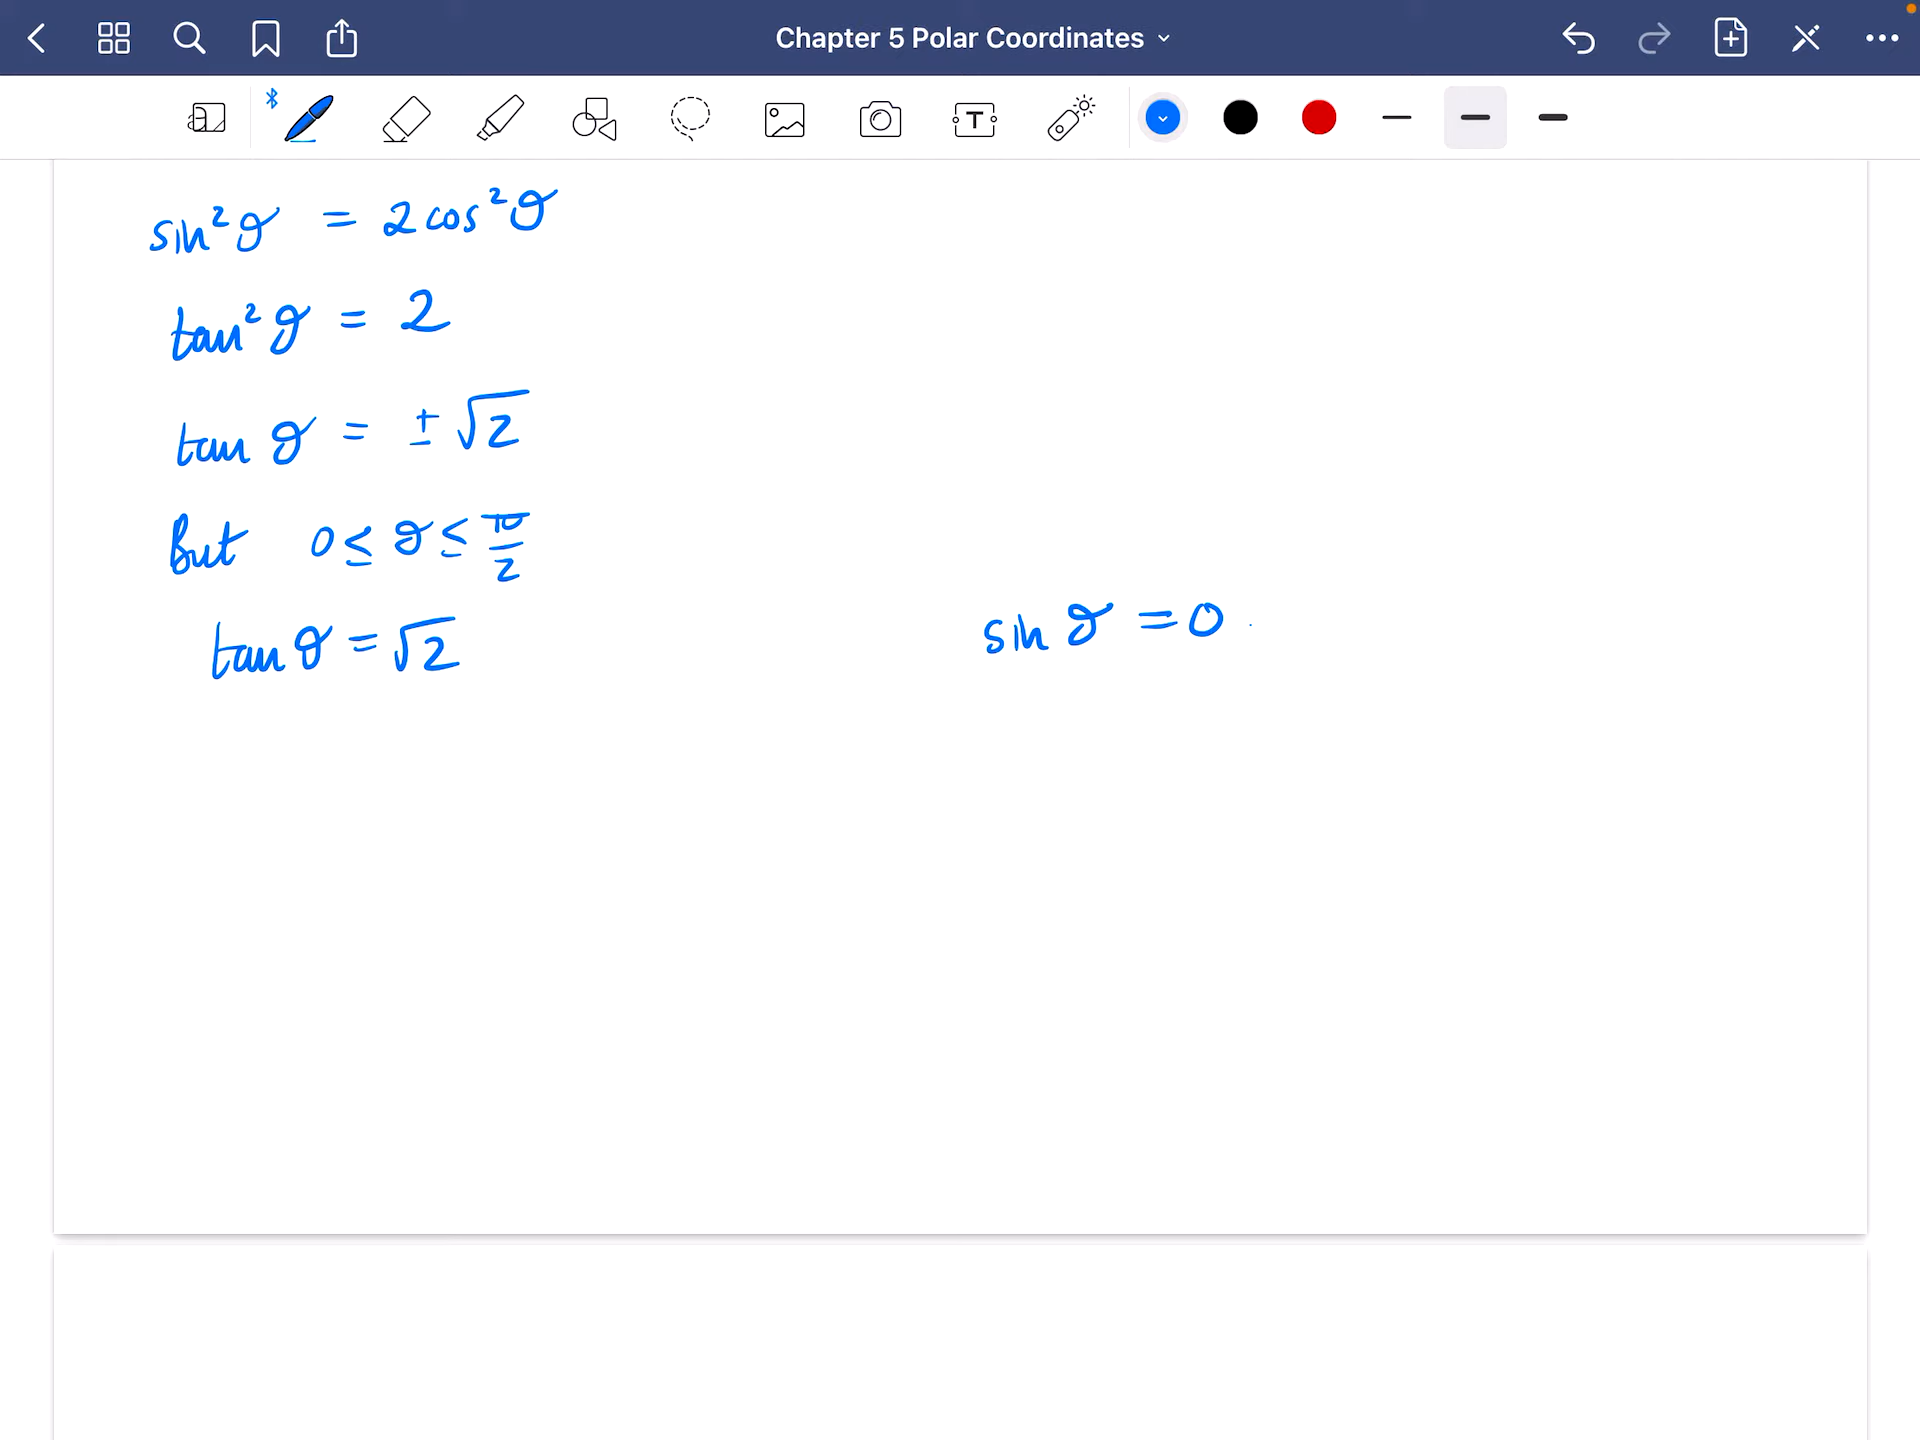 Chapter 5 Polar Coordinates
sin²θ = 2cos²θ
tan²θ = 2
tan θ = ±√2
But 0 ≤ θ ≤ π/2
tan θ = √2
sin θ = 0